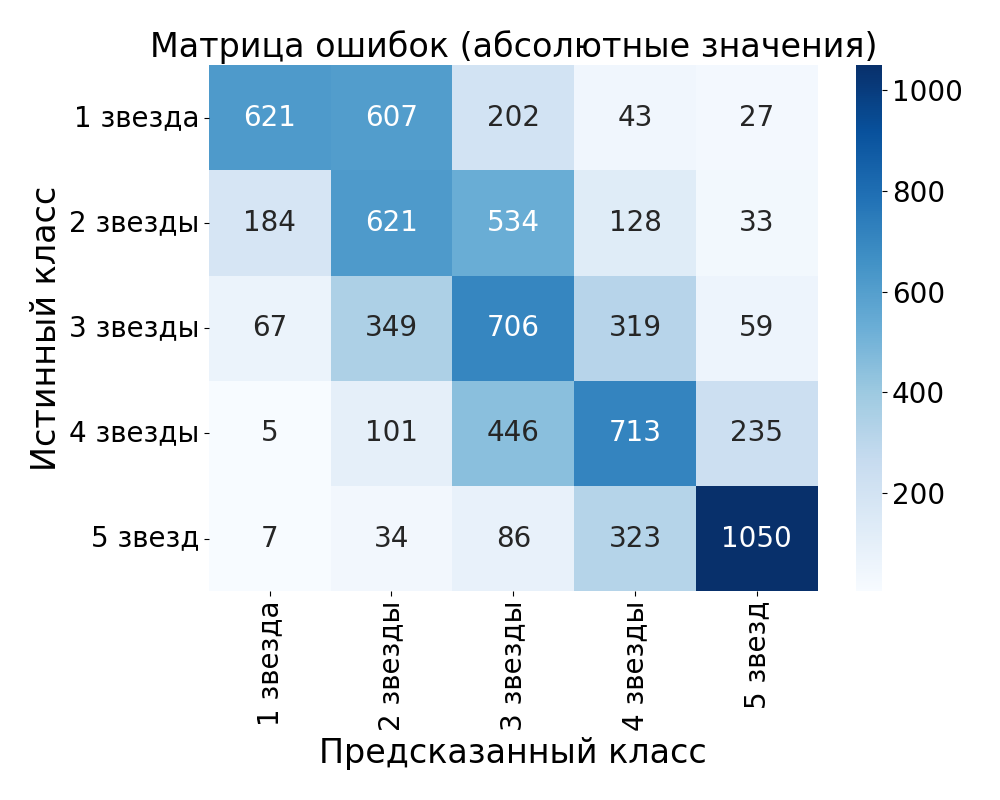 Матрица ошибок (абсолютные значения)
1 звезда 621 607 202 43 27
2 звезды 184 621 534 128 33
3 звезды 67 349 706 319 59
4 звезды 5 101 446 713 235
5 звезд 7 34 86 323 1050
1 звезда 2 звезды 3 звезды 4 звезды 5 звезд
Предсказанный класс
Истинный класс
1000
800
600
400
200